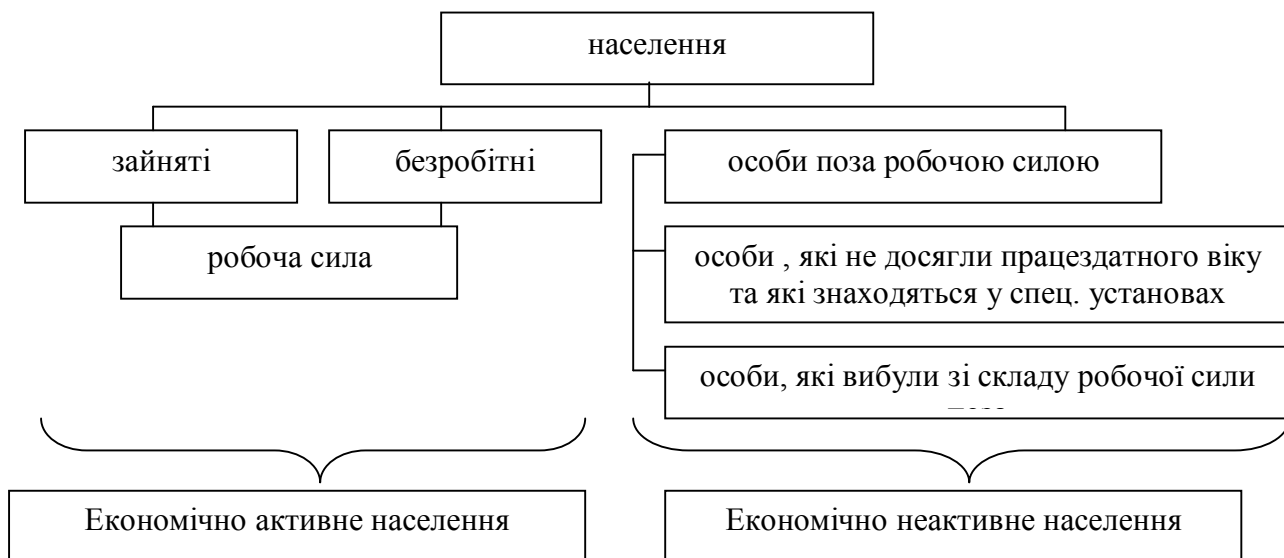 населення
зайняті
безробітні
особи поза робочою силою
робоча сила
особи , які не досягли працездатного віку
та які знаходяться у спец. установах
особи, які вибули зі складу робочої сили
Економічно активне населення
Економічно неактивне населення